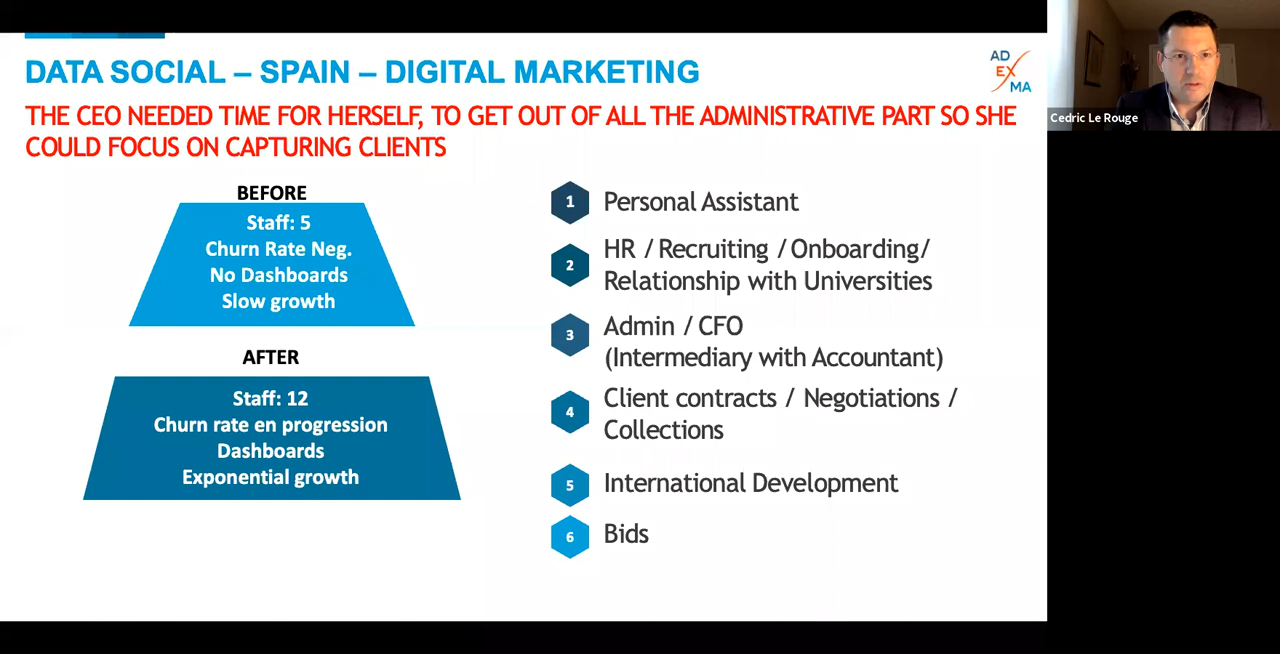 DATA SOCIAL – SPAIN – DIGITAL MARKETING
AD
EX
MA
THE CEO NEEDED TIME FOR HERSELF, TO GET OUT OF ALL THE ADMINISTRATIVE PART SO SHE
COULD FOCUS ON CAPTURING CLIENTS
Cedric Le Rouge
BEFORE
Staff: 5
Churn Rate Neg.
No Dashboards
Slow growth
AFTER
Staff: 12
Churn rate en progression
Dashboards
Exponential growth
1 Personal Assistant
2 HR / Recruiting / Onboarding/
Relationship with Universities
3 Admin / CFO
(Intermediary with Accountant)
4 Client contracts / Negotiations /
Collections
5 International Development
6 Bids